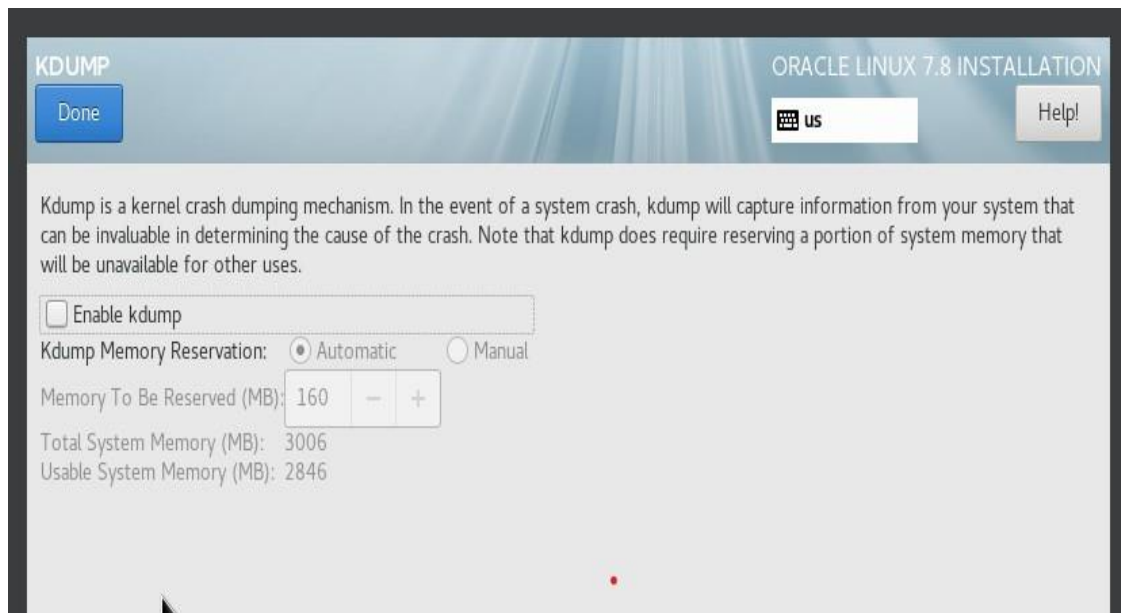 KDUMP
ORACLE LINUX 7.8 INSTALLATION
Done
us
Help!
Kdump is a kernel crash dumping mechanism. In the event of a system crash, kdump will capture information from your system that
can be invaluable in determining the cause of the crash. Note that kdump does require reserving a portion of system memory that
will be unavailable for other uses.
Enable kdump
Kdump Memory Reservation: Automatic Manual
Memory To Be Reserved (MB): 160 - +
Total System Memory (MB): 3006
Usable System Memory (MB): 2846